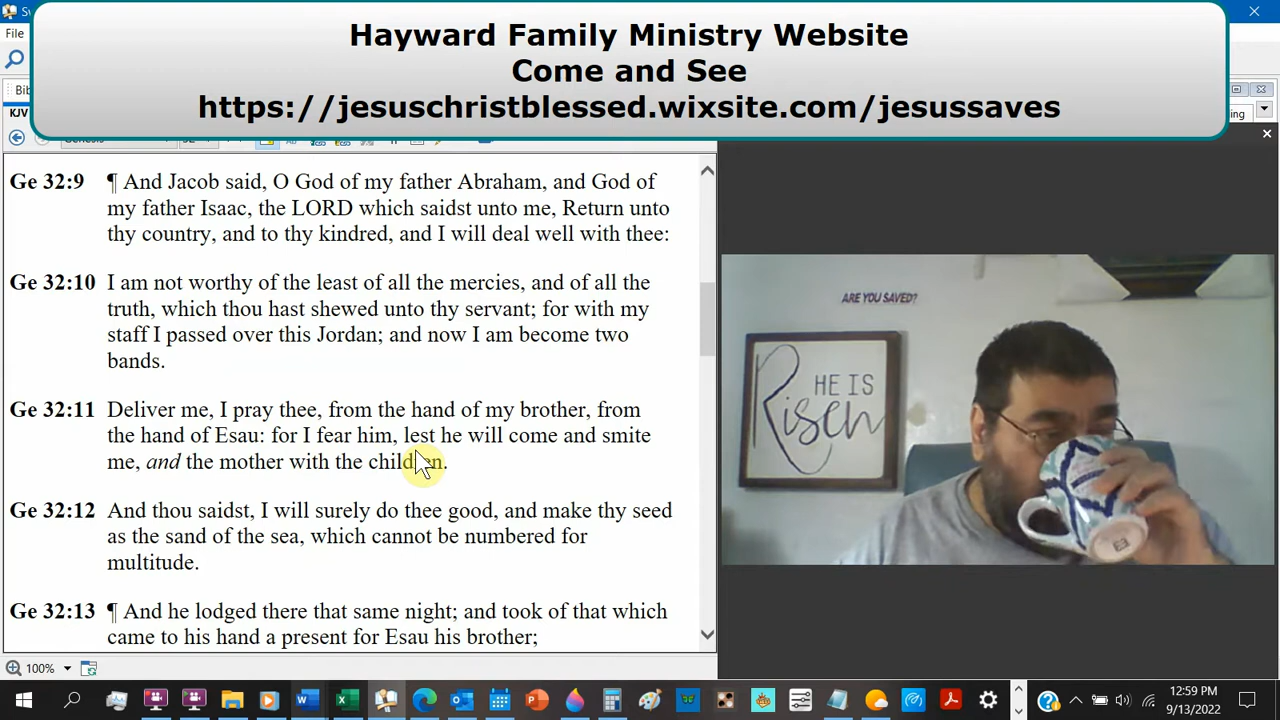 Hayward Family Ministry Website
Come and See
https://jesuschristblessed.wixsite.com/jesussaves
File
KJV
Ge 32:9 ¶ And Jacob said, O God of my father Abraham, and God of
my father Isaac, the LORD which saidst unto me, Return unto
thy country, and to thy kindred, and I will deal well with thee:
Ge 32:10 I am not worthy of the least of all the mercies, and of all the
truth, which thou hast shewed unto thy servant; for with my
staff I passed over this Jordan; and now I am become two
bands.
Ge 32:11 Deliver me, I pray thee, from the hand of my brother, from
the hand of Esau: for I fear him, lest he will come and smite
me, and the mother with the children.
Ge 32:12 And thou saidst, I will surely do thee good, and make thy seed
as the sand of the sea, which cannot be numbered for
multitude.
Ge 32:13 ¶ And he lodged there that same night; and took of that which
came to his hand a present for Esau his brother;
ARE YOU SAVED?
HE IS
Risen
100%
12:59 PM
9/13/2022